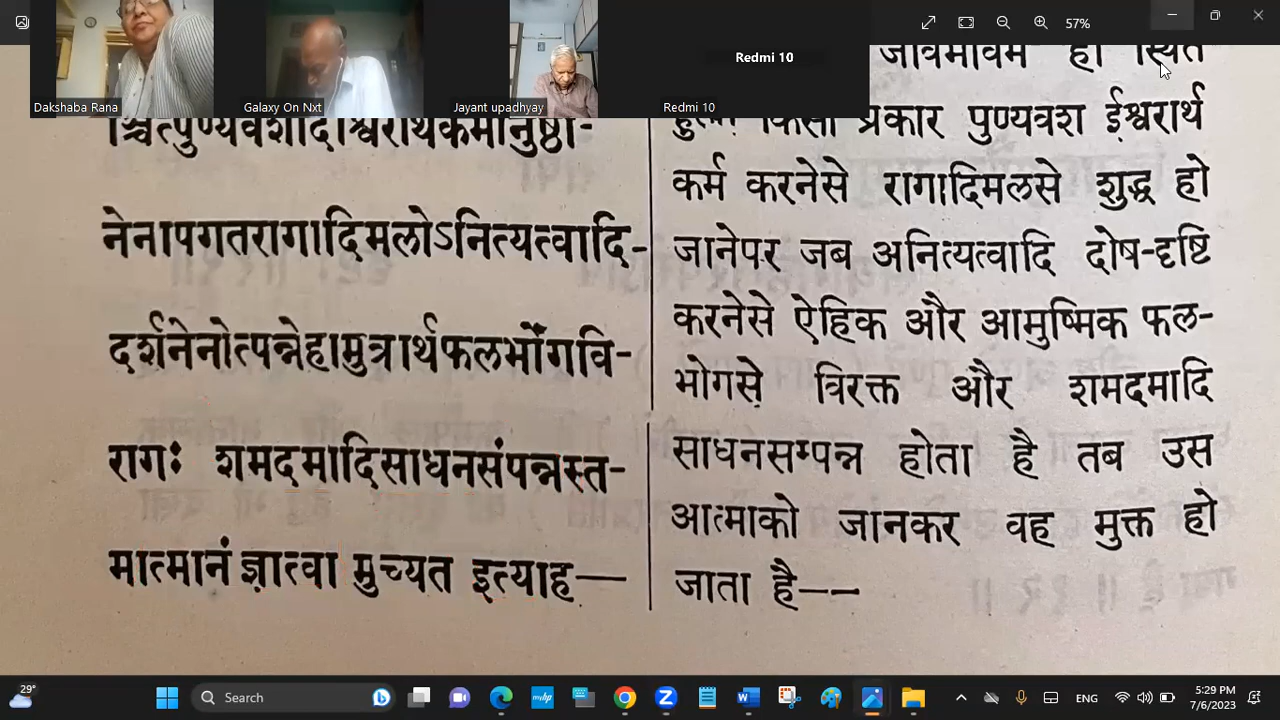 57%
Redmi 10
Dakshaba Rana
Galaxy On Nxt
Jayant upadhyay
Redmi 10
श्चित्पुण्यवशादीश्वरार्थकर्मानुष्ठा-
नेनापगतरागादिमलोऽनित्यत्वादि-
दर्शनेनोत्पन्नेहामुत्रार्थफलभोगवि-
रागः शमदमादिसाधनसंपन्नस्त-
मात्मानं ज्ञात्वा मुच्यत इत्याह—
ही स्थित
किसी प्रकार पुण्यवश ईश्वरार्थ
कर्म करनेसे रागादिमलसे शुद्ध हो
जानेपर जब अनित्यत्वादि दोष-दृष्टि
करनेसे ऐहिक और आमुष्मिक फल-
भोगसे विरक्त और शमदमादि
साधनसम्पन्न होता है तब उस
आत्माको जानकर वह मुक्त हो
जाता है——
29°
Search
ENG
5:29 PM
7/6/2023